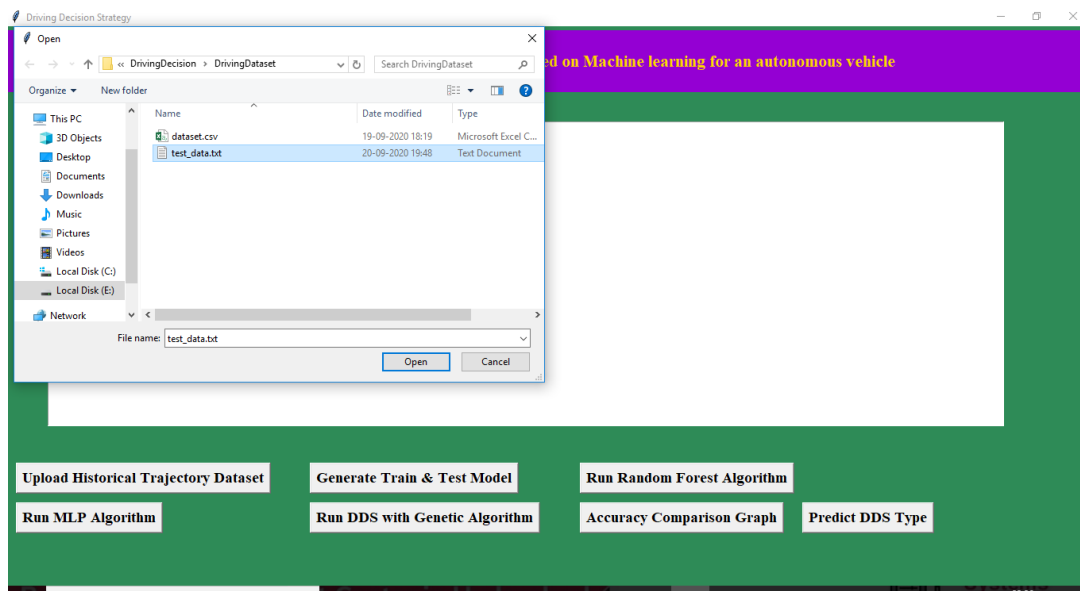 Driving Decision Strategy
Open
on Machine learning for an autonomous vehicle
« DrivingDecision > DrivingDataset
Search DrivingDataset
Organize
New folder
Name
Date modified
Type
This PC
3D Objects
Desktop
Documents
Downloads
Music
Pictures
Videos
Local Disk (C:)
Local Disk (E:)
Network
dataset.csv
19-09-2020 18:19
Microsoft Excel C...
test_data.txt
20-09-2020 19:48
Text Document
File name:
test_data.txt
Open
Cancel
Upload Historical Trajectory Dataset
Generate Train & Test Model
Run Random Forest Algorithm
Run MLP Algorithm
Run DDS with Genetic Algorithm
Accuracy Comparison Graph
Predict DDS Type